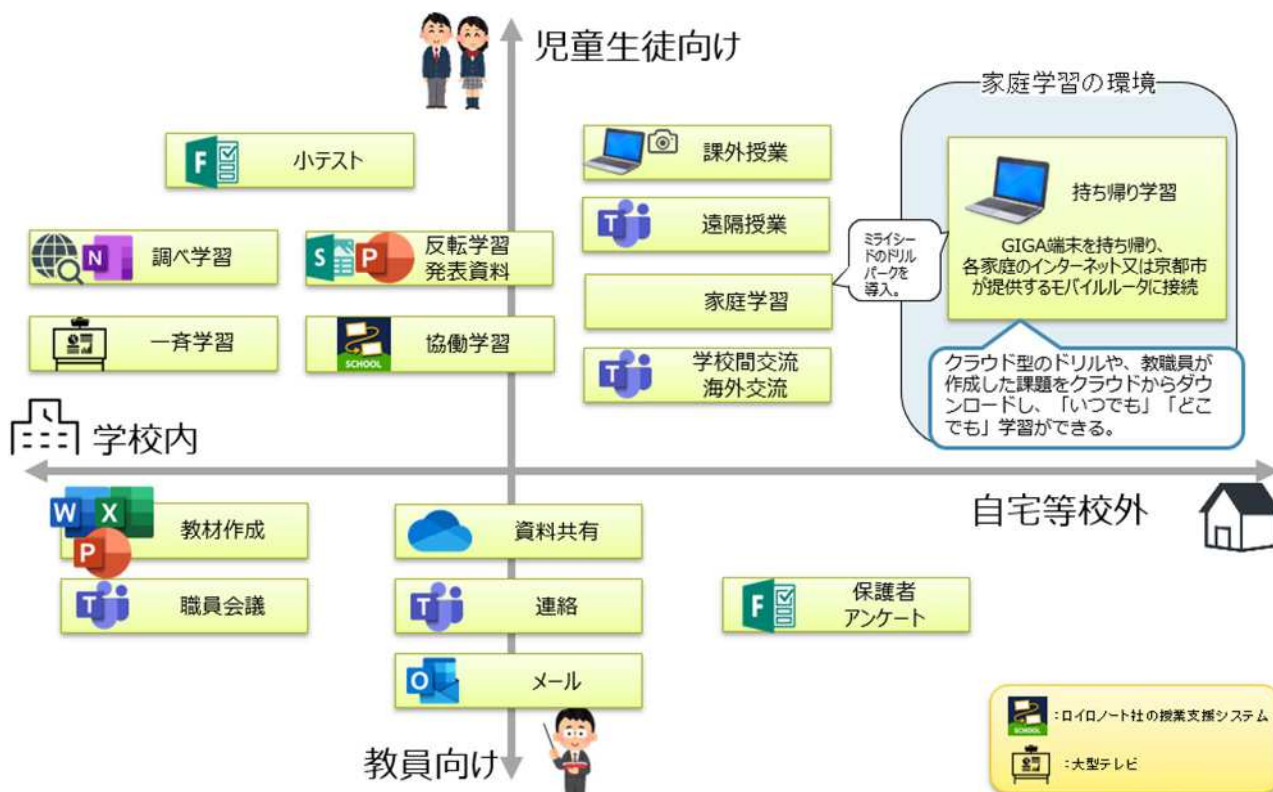 児童生徒向け
家庭学習の環境
F
小テスト
課外授業
持ち帰り学習
GIGA端末を持ち帰り、
各家庭のインターネット又は京都市
が提供するモバイルルータに接続
N
調べ学習
S
P
反転学習
発表資料
T
遠隔授業
ミライシー
ドのドリル
パークを
導入。
家庭学習
一斉学習
SCHOOL
協働学習
T
学校間交流
海外交流
クラウド型のドリルや、教職員が
作成した課題をクラウドからダウ
ンロードし、「いつでも」「どこ
でも」学習ができる。
学校内
自宅等校外
W
X
P
教材作成
資料共有
T
職員会議
T
連絡
F
保護者
アンケート
O
メール
教員向け
SCHOOL
:ロイロノート社の授業支援システム
:大型テレビ